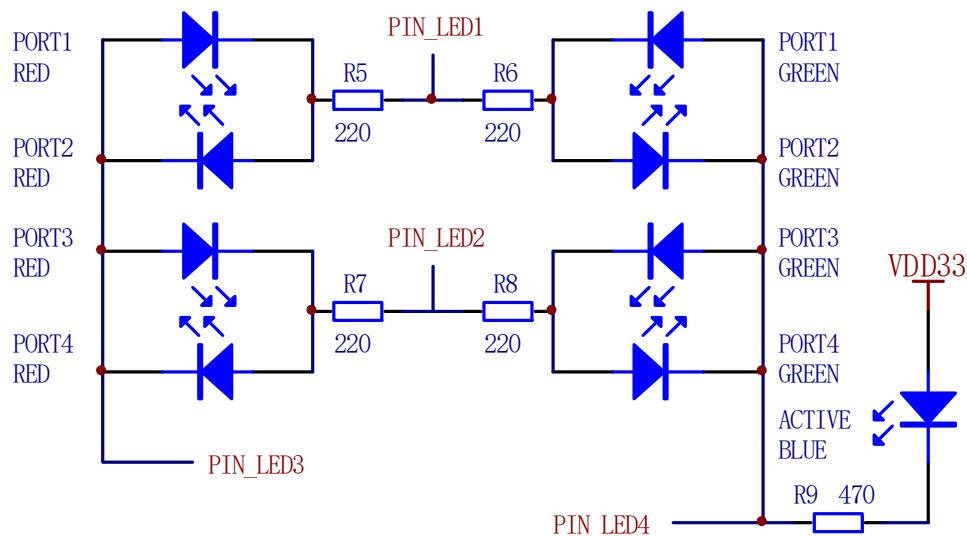 PIN_LED1
PORT1
RED
R5
R6
PORT1
GREEN
220
220
PORT2
RED
PORT2
GREEN
PORT3
RED
PIN_LED2
PORT3
GREEN
VDD33
R7
R8
220
220
PORT4
RED
PORT4
GREEN
ACTIVE
BLUE
PIN_LED3
R9 470
PIN LED4